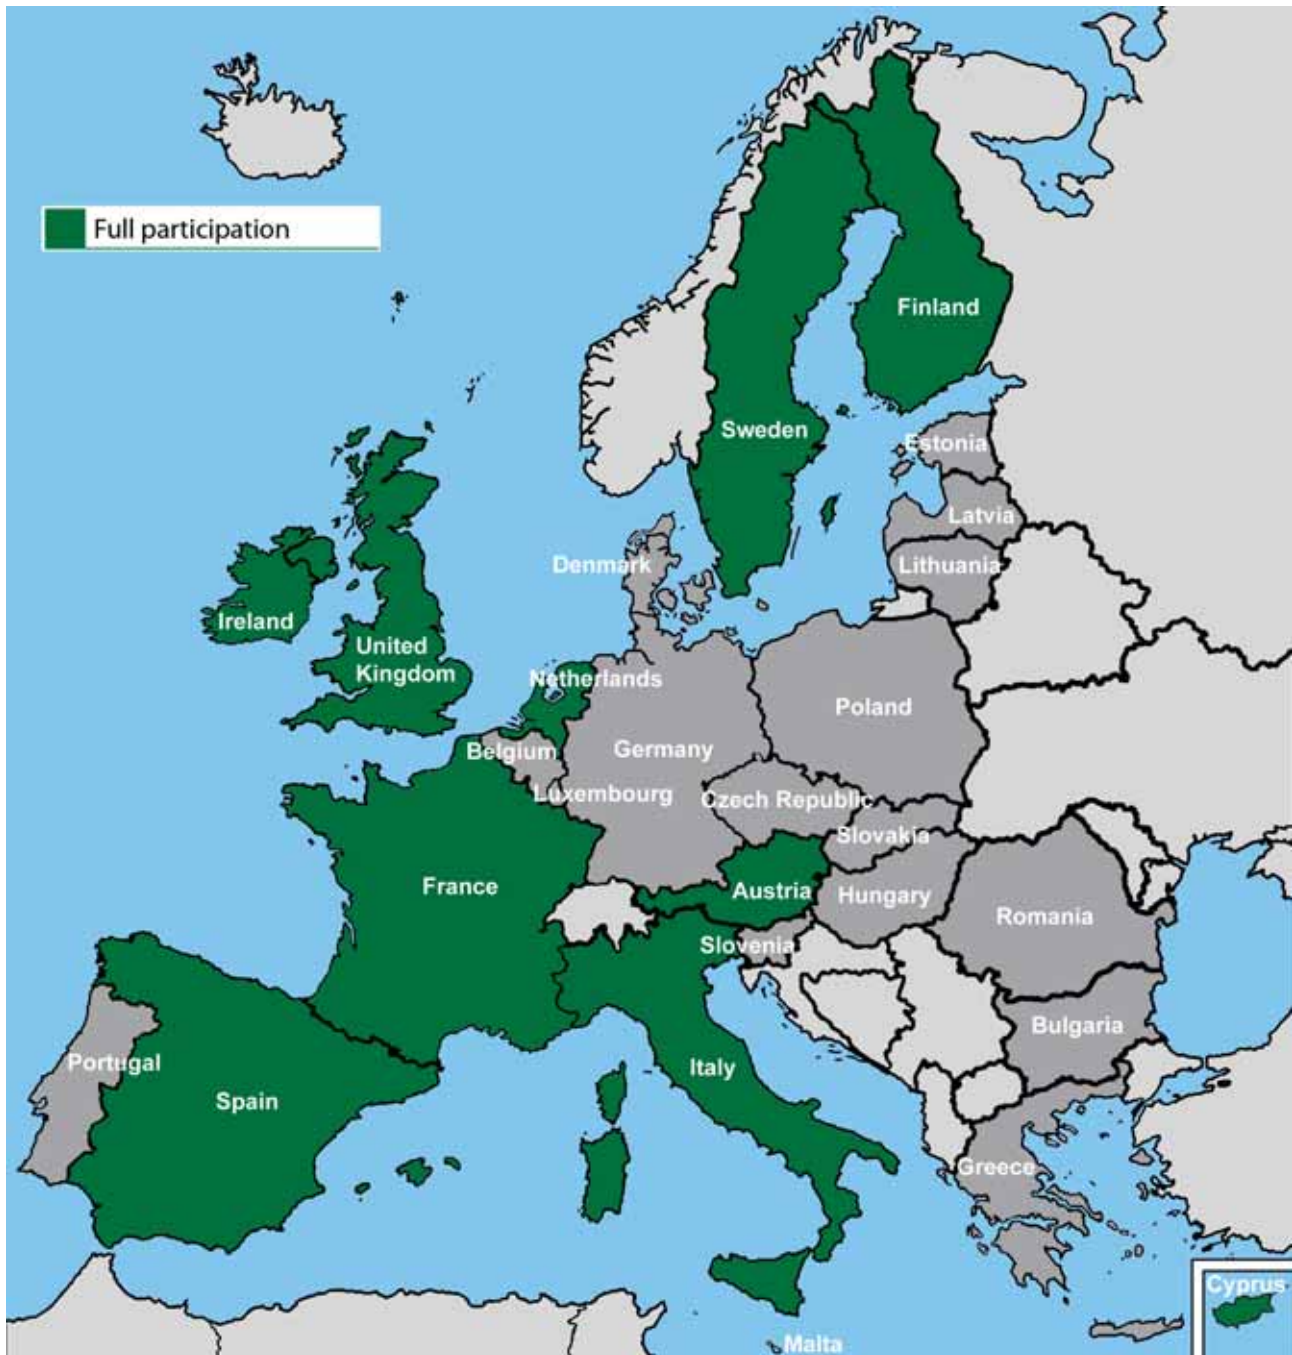 Full participation
Finland
Sweden
Estonia
Latvia
Denmark
Lithuania
Ireland
United
Kingdom
Netherlands
Poland
Belgium
Germany
Luxembourg
Czech Republic
Slovakia
France
Austria
Hungary
Romania
Slovenia
Bulgaria
Portugal
Italy
Spain
Greece
Cyprus
Malta